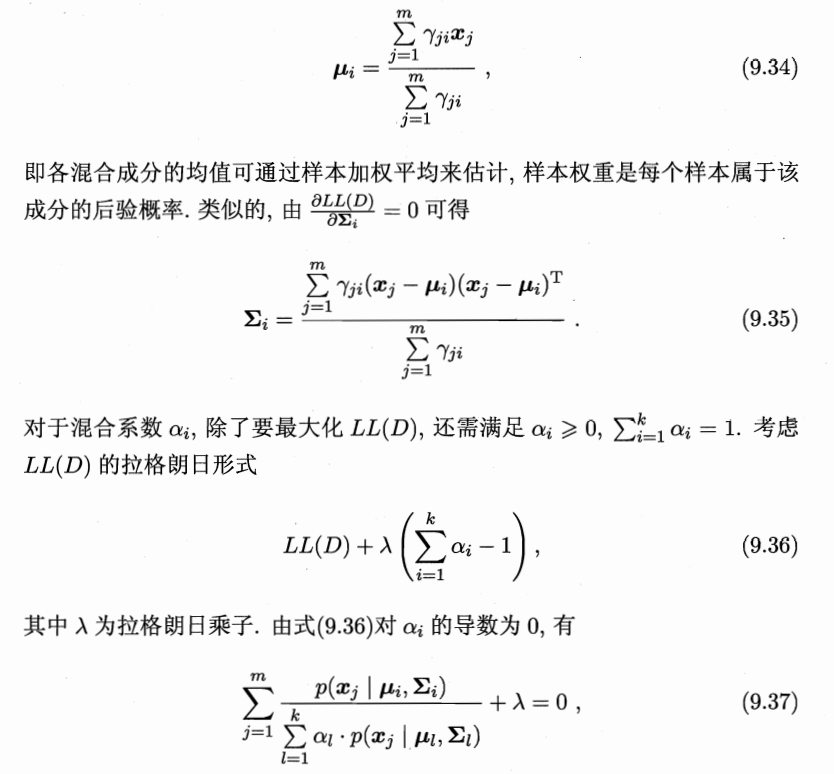 $\boldsymbol{\mu}_i = \frac{\sum_{j=1}^{m} \gamma_{ji} \boldsymbol{x}_j}{\sum_{j=1}^{m} \gamma_{ji}}$ , (9.34)
即各混合成分的均值可通过样本加权平均来估计, 样本权重是每个样本属于该
成分的后验概率. 类似的, 由 $\frac{\partial LL(D)}{\partial \boldsymbol{\Sigma}_i} = 0$ 可得
$\boldsymbol{\Sigma}_i = \frac{\sum_{j=1}^{m} \gamma_{ji} (\boldsymbol{x}_j - \boldsymbol{\mu}_i)(\boldsymbol{x}_j - \boldsymbol{\mu}_i)^{\mathrm{T}}}{\sum_{j=1}^{m} \gamma_{ji}}$ . (9.35)
对于混合系数 $\alpha_i$, 除了要最大化 $LL(D)$, 还需满足 $\alpha_i \geqslant 0$, $\sum_{i=1}^{k} \alpha_i = 1$. 考虑
$LL(D)$ 的拉格朗日形式
$LL(D) + \lambda \left( \sum_{i=1}^{k} \alpha_i - 1 \right)$ , (9.36)
其中 $\lambda$ 为拉格朗日乘子. 由式(9.36)对 $\alpha_i$ 的导数为 0, 有
$\sum_{j=1}^{m} \frac{p(\boldsymbol{x}_j \mid \boldsymbol{\mu}_i, \boldsymbol{\Sigma}_i)}{\sum_{l=1}^{k} \alpha_l \cdot p(\boldsymbol{x}_j \mid \boldsymbol{\mu}_l, \boldsymbol{\Sigma}_l)} + \lambda = 0$ , (9.37)